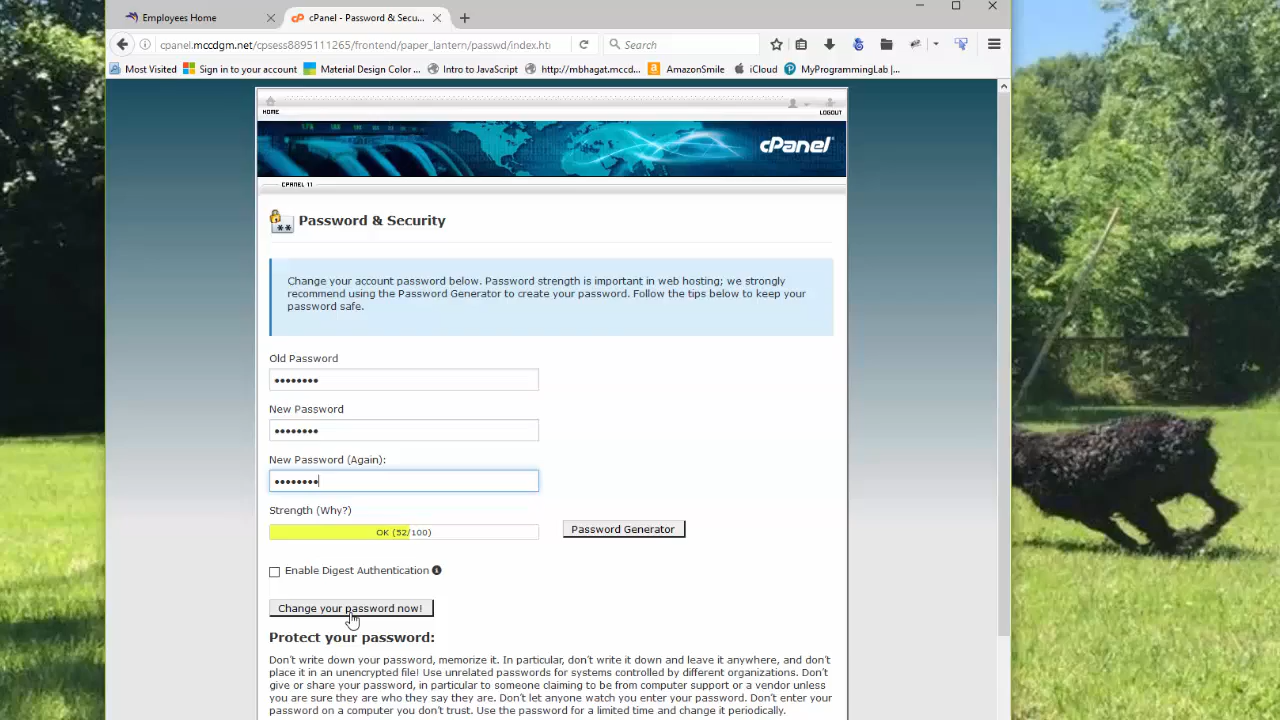 Employees Home
cPanel - Password & Secu...
cpanel.mccdgm.net/cpsess8895111265/frontend/paper_lantern/passwd/index.ht
Search
Most Visited
Sign in to your account
Material Design Color ...
Intro to JavaScript
http://mbhagat.mccd...
AmazonSmile
iCloud
MyProgrammingLab |...
HOME
LOGOUT
cPanel
CPANEL 11
Password & Security
Change your account password below. Password strength is important in web hosting; we strongly
recommend using the Password Generator to create your password. Follow the tips below to keep your
password safe.
Old Password
••••••••
New Password
••••••••
New Password (Again):
••••••••
Strength (Why?)
OK (52/100)
Password Generator
Enable Digest Authentication
Change your password now!
Protect your password:
Don't write down your password, memorize it. In particular, don't write it down and leave it anywhere, and don't
place it in an unencrypted file! Use unrelated passwords for systems controlled by different organizations. Don't
give or share your password, in particular to someone claiming to be from computer support or a vendor unless
you are sure they are who they say they are. Don't let anyone watch you enter your password. Don't enter your
password on a computer you don't trust. Use the password for a limited time and change it periodically.